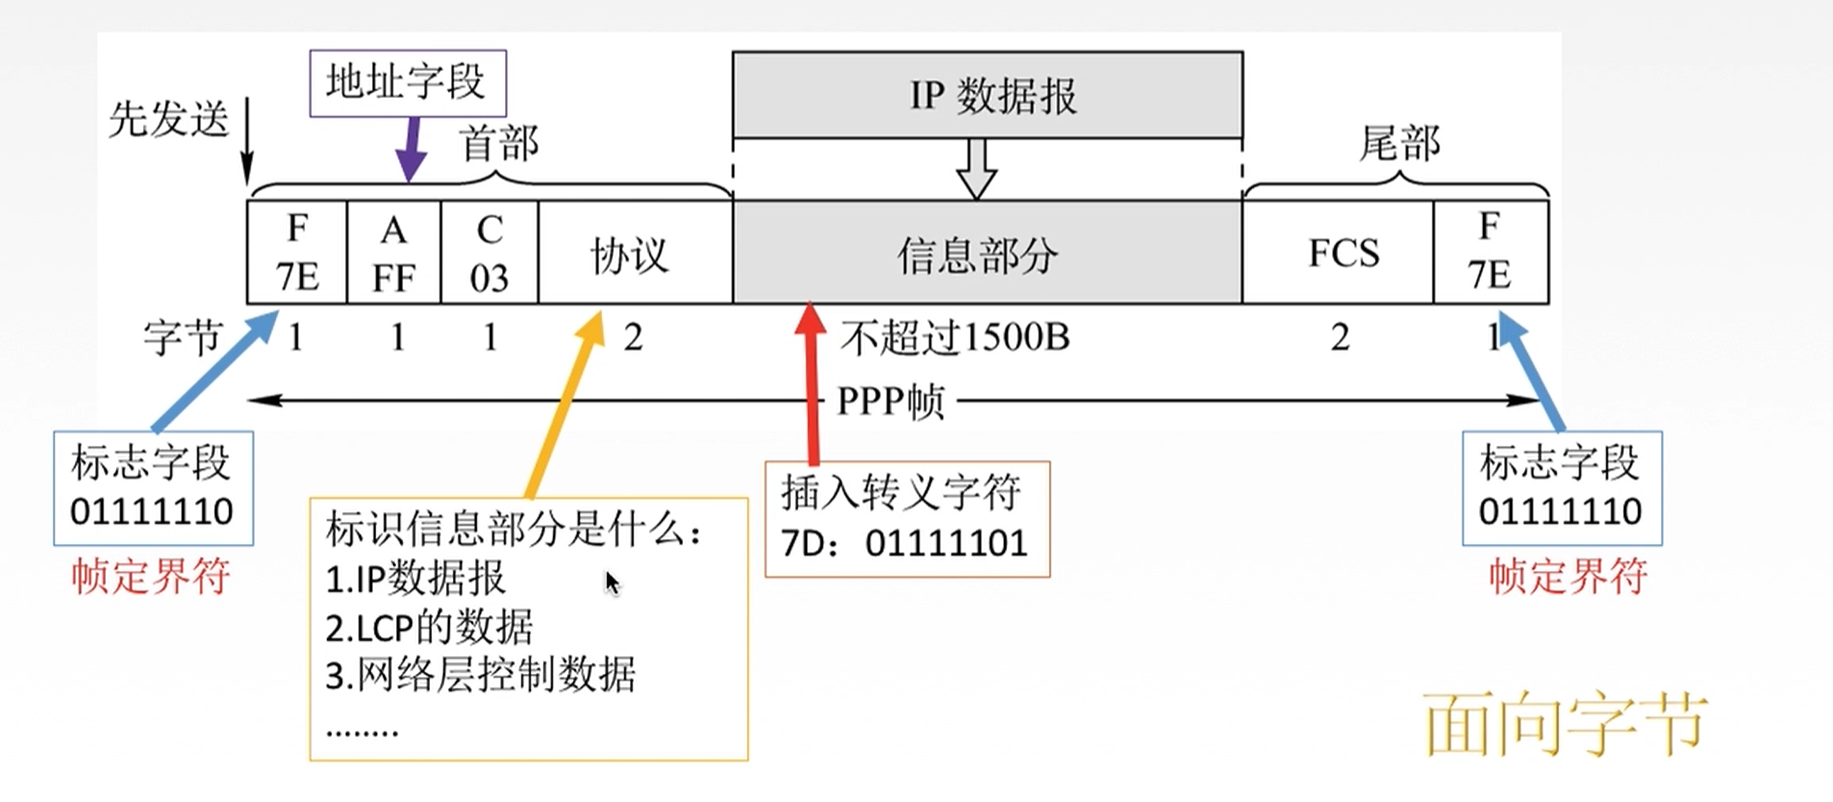 地址字段
IP 数据报
先发送
首部
尾部
F
7E
A
FF
C
03
协议
信息部分
FCS
F
7E
字节
1
1
1
2
不超过1500B
2
1
PPP帧
标志字段
01111110
帧定界符
标识信息部分是什么：
1.IP数据报
2.LCP的数据
3.网络层控制数据
........
插入转义字符
7D： 01111101
标志字段
01111110
帧定界符
面向字节